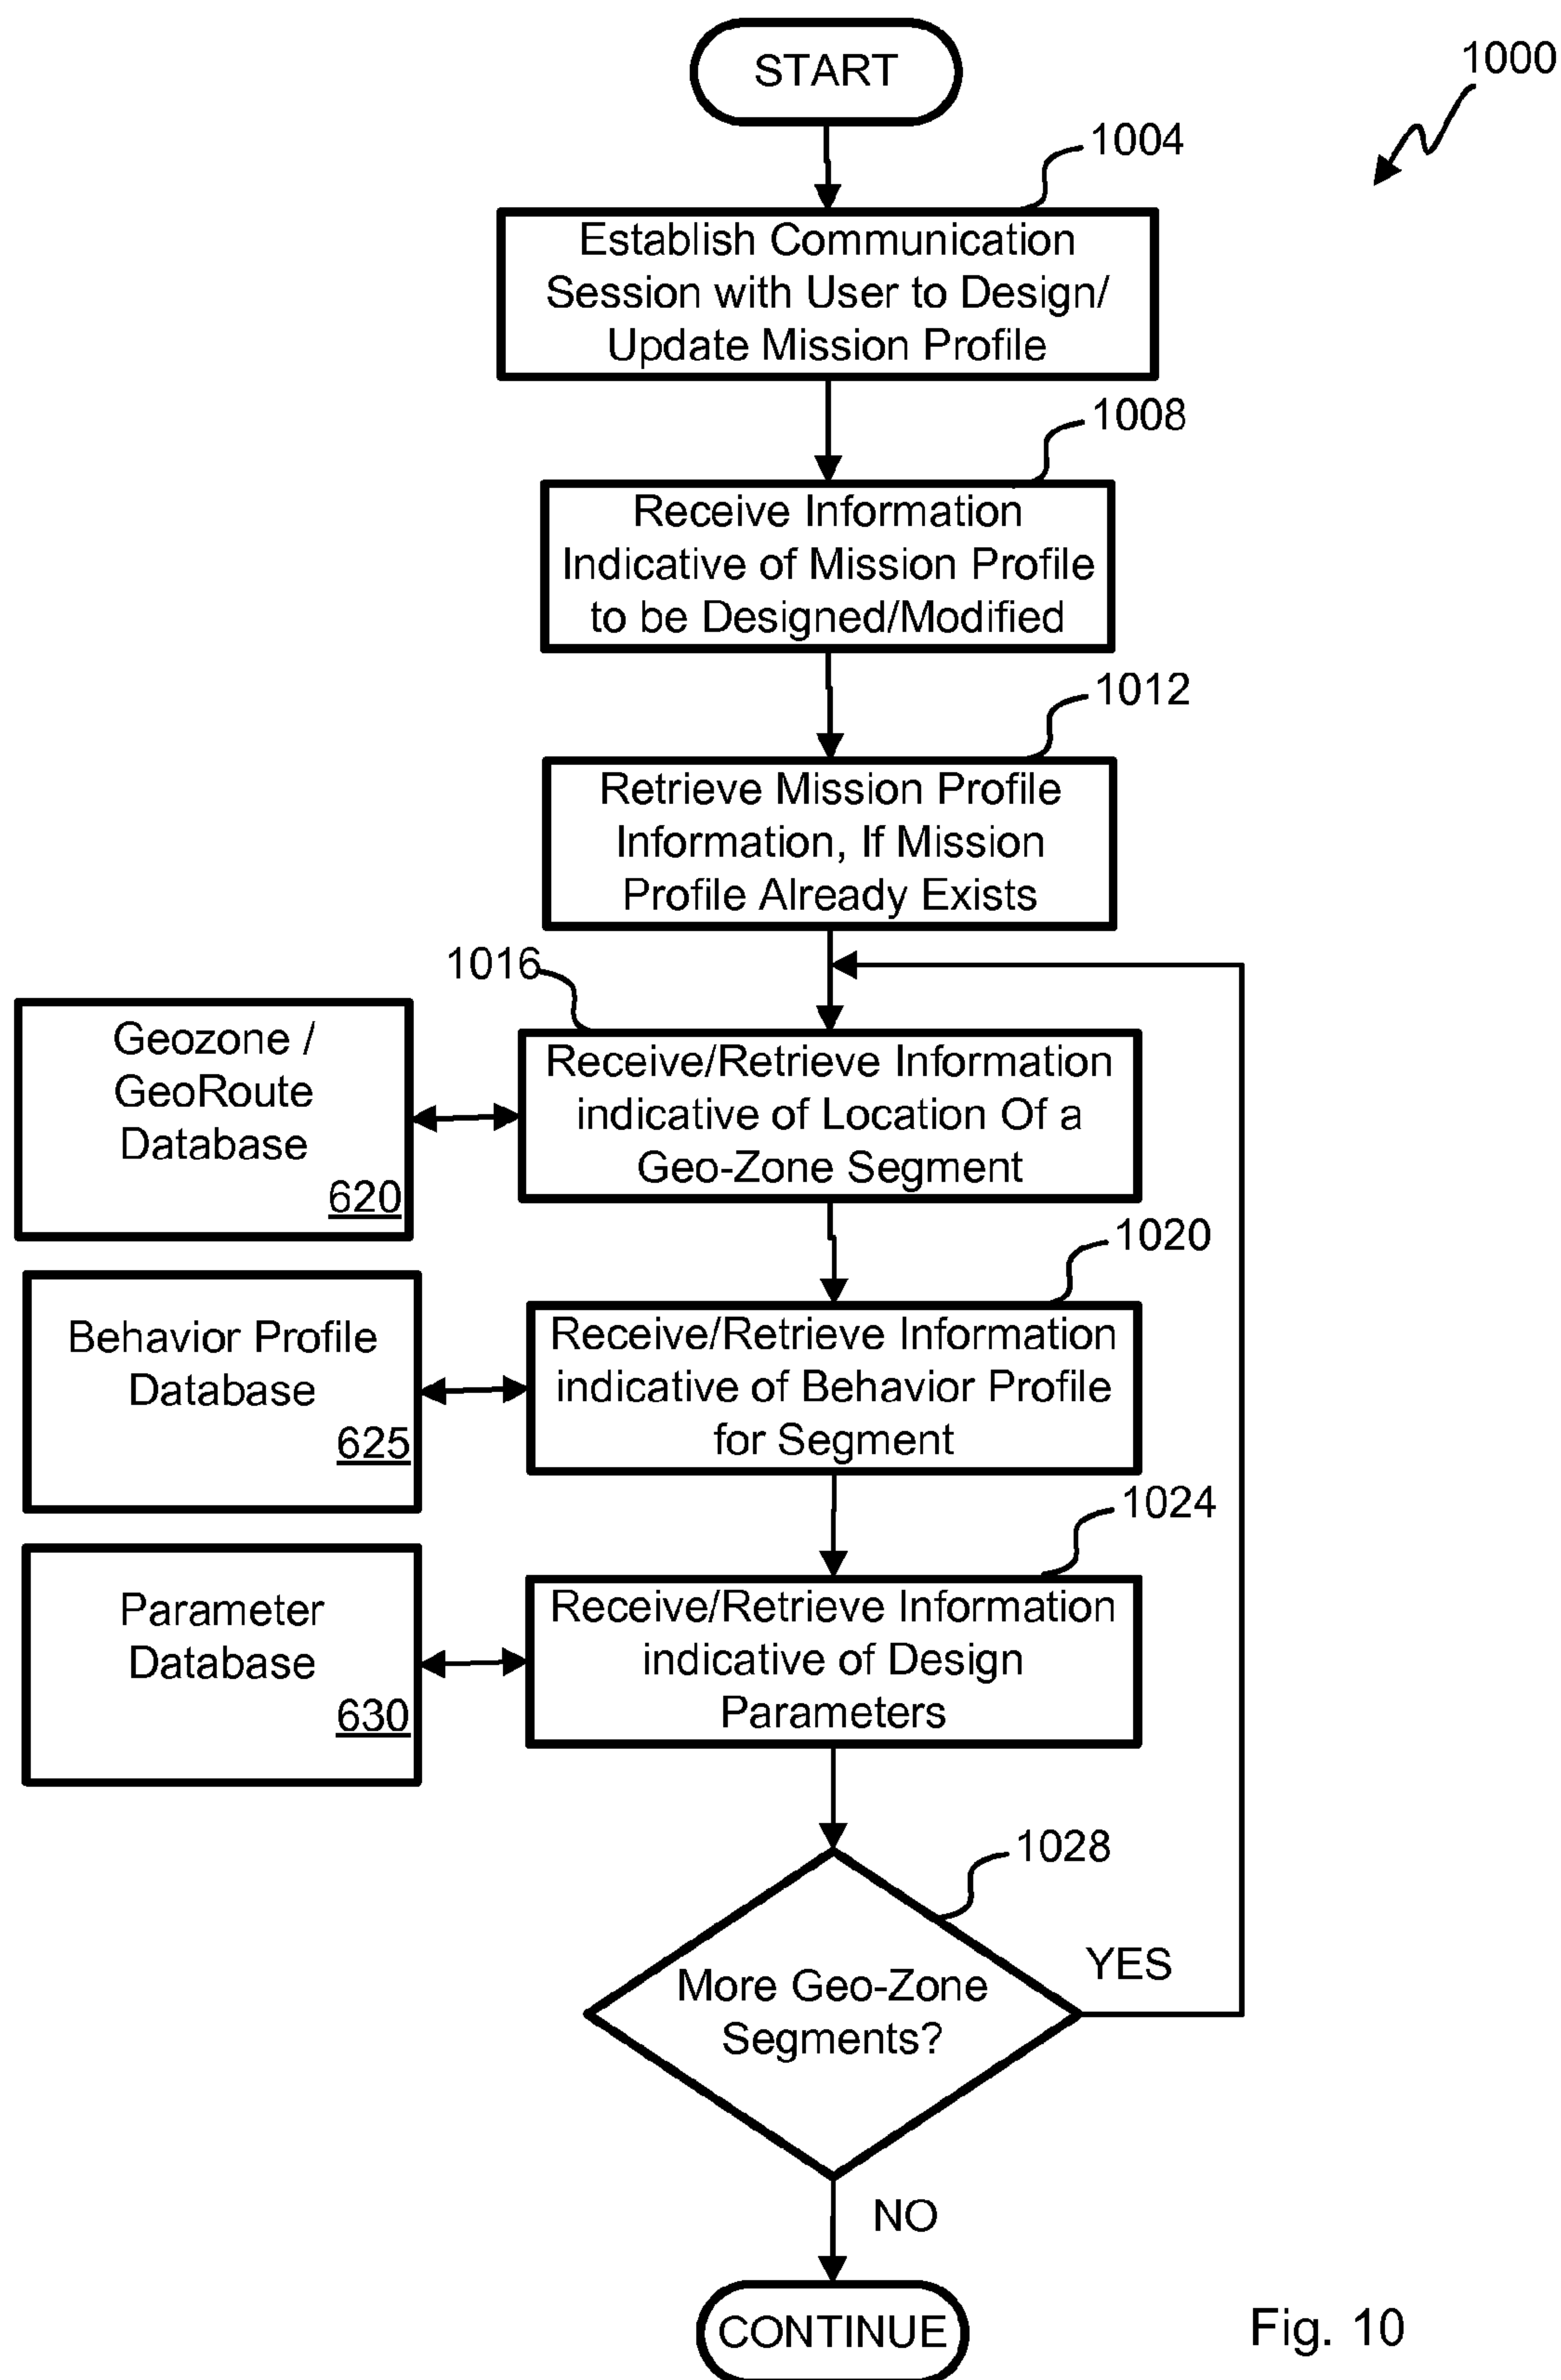 START
1000
1004
Establish Communication
Session with User to Design/
Update Mission Profile
1008
Receive Information
Indicative of Mission Profile
to be Designed/Modified
1012
Retrieve Mission Profile
Information, If Mission
Profile Already Exists
1016
Geozone /
GeoRoute
Database
620
Receive/Retrieve Information
indicative of Location Of a
Geo-Zone Segment
1020
Behavior Profile
Database
625
Receive/Retrieve Information
indicative of Behavior Profile
for Segment
1024
Parameter
Database
630
Receive/Retrieve Information
indicative of Design
Parameters
1028
More Geo-Zone
Segments?
YES
NO
CONTINUE
Fig. 10